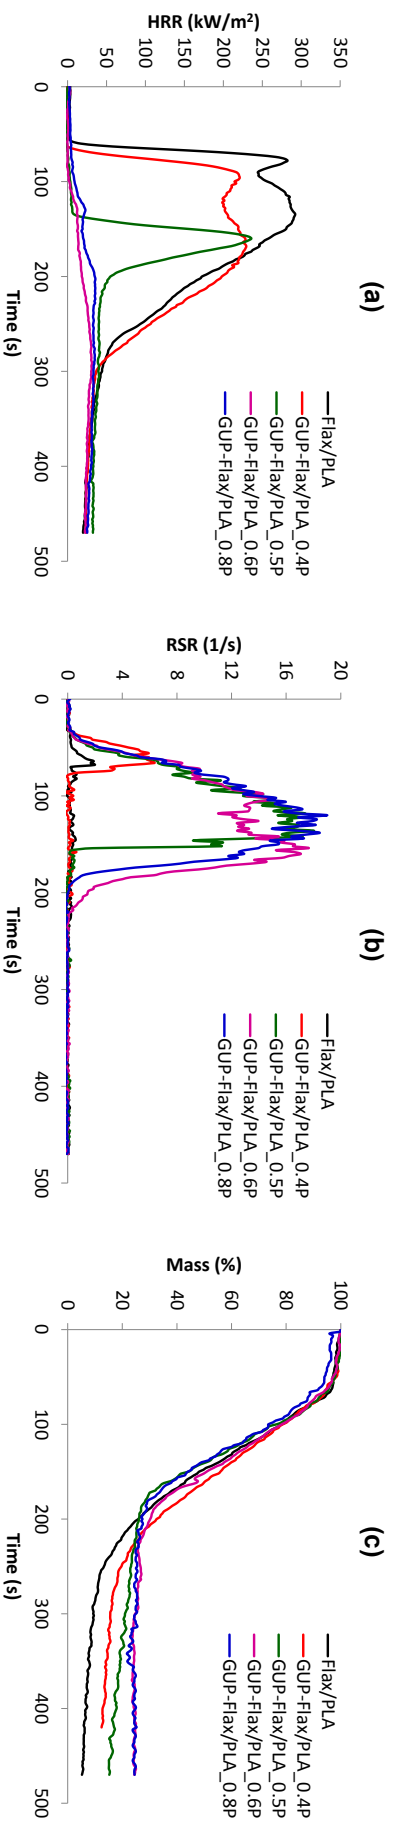 (a)
HRR (kW/m²)
350
300
250
200
150
100
50
0
0 100 200 300 400 500
Time (s)
Flax/PLA
GUP-Flax/PLA_0.4P
GUP-Flax/PLA_0.5P
GUP-Flax/PLA_0.6P
GUP-Flax/PLA_0.8P
(b)
RSR (1/s)
20
16
12
8
4
0
0 100 200 300 400 500
Time (s)
Flax/PLA
GUP-Flax/PLA_0.4P
GUP-Flax/PLA_0.5P
GUP-Flax/PLA_0.6P
GUP-Flax/PLA_0.8P
(c)
Mass (%)
100
80
60
40
20
0
0 100 200 300 400 500
Time (s)
Flax/PLA
GUP-Flax/PLA_0.4P
GUP-Flax/PLA_0.5P
GUP-Flax/PLA_0.6P
GUP-Flax/PLA_0.8P